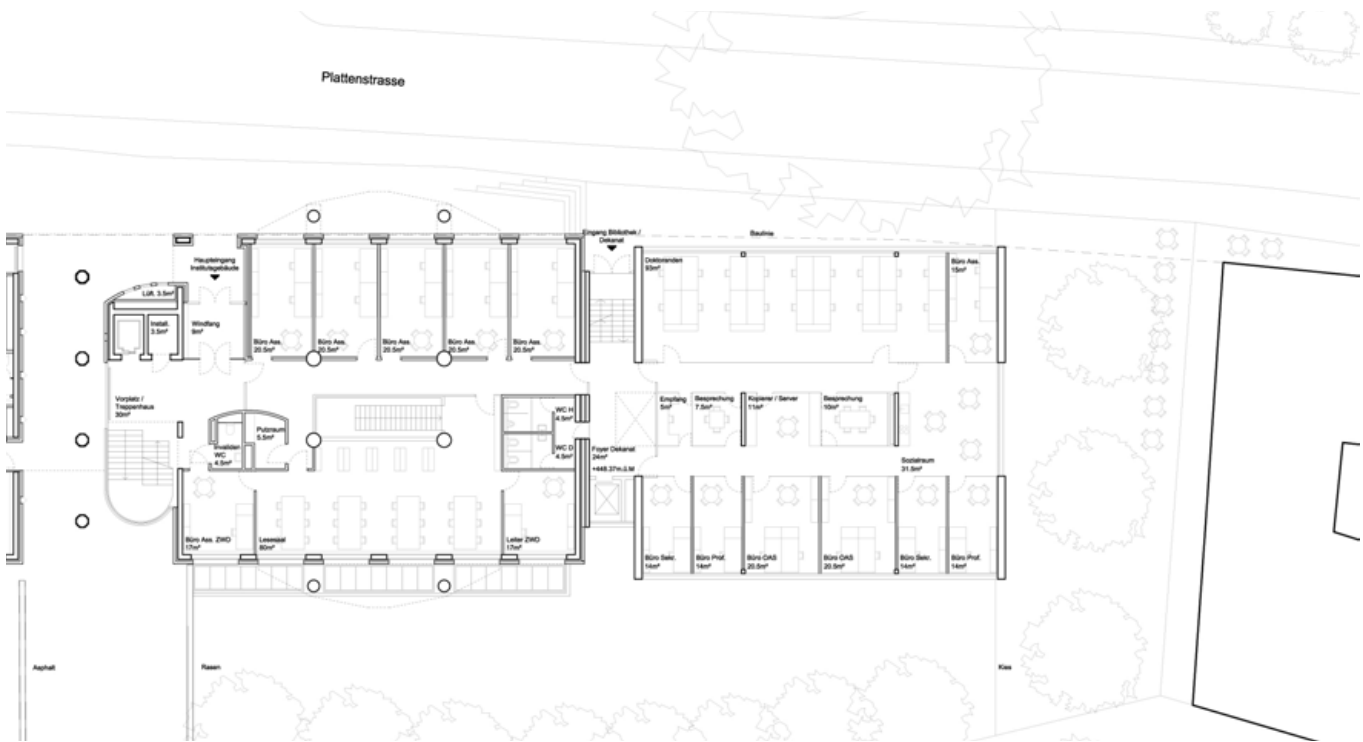 Plattenstrasse
Eingang Bibliothek /
Dekanat
Baulinie
Haupteingang
Institutsgebäude
Doktoranden
93m²
Büro Ass.
15m²
Lüft. 3.5m²
Install.
3.5m²
Windfang
9m²
Büro Ass.
20.5m²
Büro Ass.
20.5m²
Büro Ass.
20.5m²
Büro Ass.
20.5m²
Büro Ass.
20.5m²
Vorplatz /
Treppenhaus
30m²
Empfang
5m²
Besprechung
7.5m²
Kopierer / Server
11m²
Besprechung
10m²
WC H
4.5m²
Putzraum
5.5m²
Invaliden
WC
4.5m²
WC D
4.5m²
Foyer Dekanat
24m²
+448.37m.ü.M
Sozialraum
31.5m²
Büro Ass. ZWD
17m²
Lesesaal
80m²
Leiter ZWD
17m²
Büro Sekr.
14m²
Büro Prof.
14m²
Büro OAS
20.5m²
Büro OAS
20.5m²
Büro Sekr.
14m²
Büro Prof.
14m²
Asphalt
Rasen
Kies